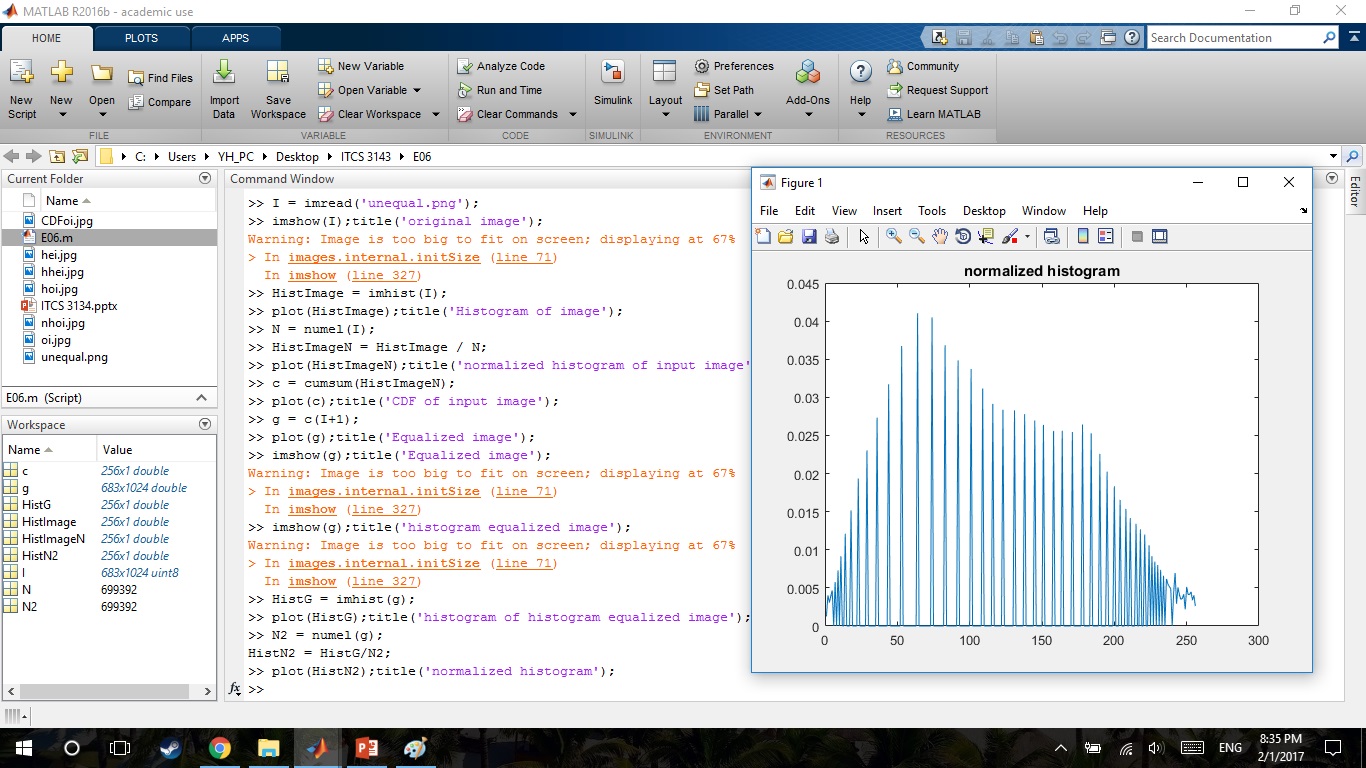 MATLAB R2016b - academic use
HOME PLOTS APPS
Search Documentation
New Script
New
Open
Find Files
Compare
FILE
Import Data
Save Workspace
New Variable
Open Variable
Clear Workspace
VARIABLE
Analyze Code
Run and Time
Clear Commands
CODE
Simulink
SIMULINK
Layout
Preferences
Set Path
Parallel
Add-Ons
ENVIRONMENT
Help
Community
Request Support
Learn MATLAB
RESOURCES
C: Users YH_PC Desktop ITCS 3143 E06
Current Folder
Name
CDFoi.jpg
E06.m
hei.jpg
hhei.jpg
hoi.jpg
ITCS 3134.pptx
nhoi.jpg
oi.jpg
unequal.png
E06.m (Script)
Workspace
Name Value
c 256x1 double
g 683x1024 double
HistG 256x1 double
HistImage 256x1 double
HistImageN 256x1 double
HistN2 256x1 double
I 683x1024 uint8
N 699392
N2 699392
Command Window
>> I = imread('unequal.png');
>> imshow(I);title('original image');
Warning: Image is too big to fit on screen; displaying at 67%
> In images.internal.initSize (line 71)
In imshow (line 327)
>> HistImage = imhist(I);
>> plot(HistImage);title('Histogram of image');
>> N = numel(I);
>> HistImageN = HistImage / N;
>> plot(HistImageN);title('normalized histogram of input image'
>> c = cumsum(HistImageN);
>> plot(c);title('CDF of input image');
>> g = c(I+1);
>> plot(g);title('Equalized image');
>> imshow(g);title('Equalized image');
Warning: Image is too big to fit on screen; displaying at 67%
> In images.internal.initSize (line 71)
In imshow (line 327)
>> imshow(g);title('histogram equalized image');
Warning: Image is too big to fit on screen; displaying at 67%
> In images.internal.initSize (line 71)
In imshow (line 327)
>> HistG = imhist(g);
>> plot(HistG);title('histogram of histogram equalized image');
>> N2 = numel(g);
HistN2 = HistG/N2;
>> plot(HistN2);title('normalized histogram');
fx >>
Editor
Figure 1
File Edit View Insert Tools Desktop Window Help
normalized histogram
0.045
0.04
0.035
0.03
0.025
0.02
0.015
0.01
0.005
0
0 50 100 150 200 250 300
ENG
8:35 PM
2/1/2017